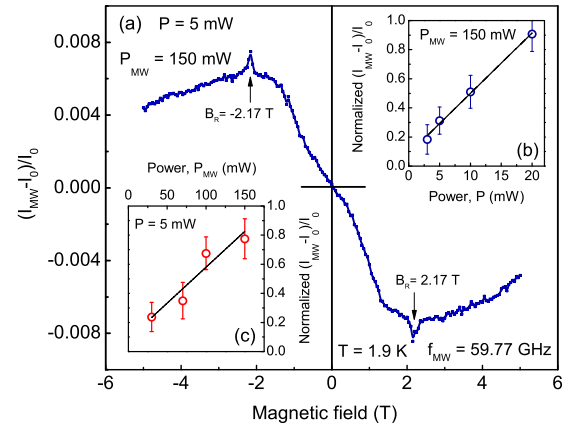 (a) P = 5 mW
P_MW = 150 mW
B_R= -2.17 T
B_R= 2.17 T
T = 1.9 K f_MW = 59.77 GHz
(I_MW-I_0)/I_0
0.008
0.004
0.000
-0.004
-0.008
-6 -4 -2 0 2 4 6
Magnetic field (T)
P_MW = 150 mW
(b)
Normalized (I_MW-I_0)/I_0
1.0
0.8
0.6
0.4
0.2
0.0
0 5 10 15 20
Power, P (mW)
Power, P_MW (mW)
50 100 150
P = 5 mW
(c)
0.8
0.6
0.4
0.2
0.0
Normalized (I_MW-I_0)/I_0